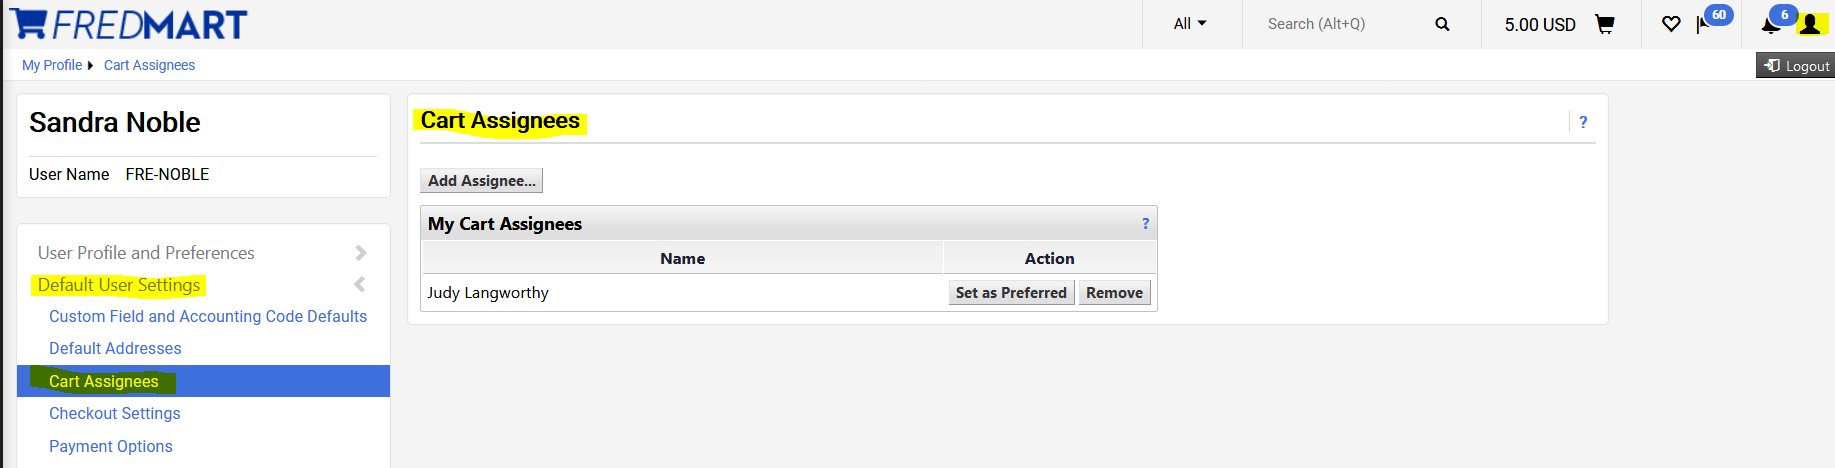 FREDMART
All
Search (Alt+Q)
5.00 USD
60
6
My Profile Cart Assignees
Logout
Sandra Noble
User Name FRE-NOBLE
User Profile and Preferences
Default User Settings
Custom Field and Accounting Code Defaults
Default Addresses
Cart Assignees
Checkout Settings
Payment Options
Cart Assignees
?
Add Assignee...
My Cart Assignees ?
Name Action
Judy Langworthy Set as Preferred Remove